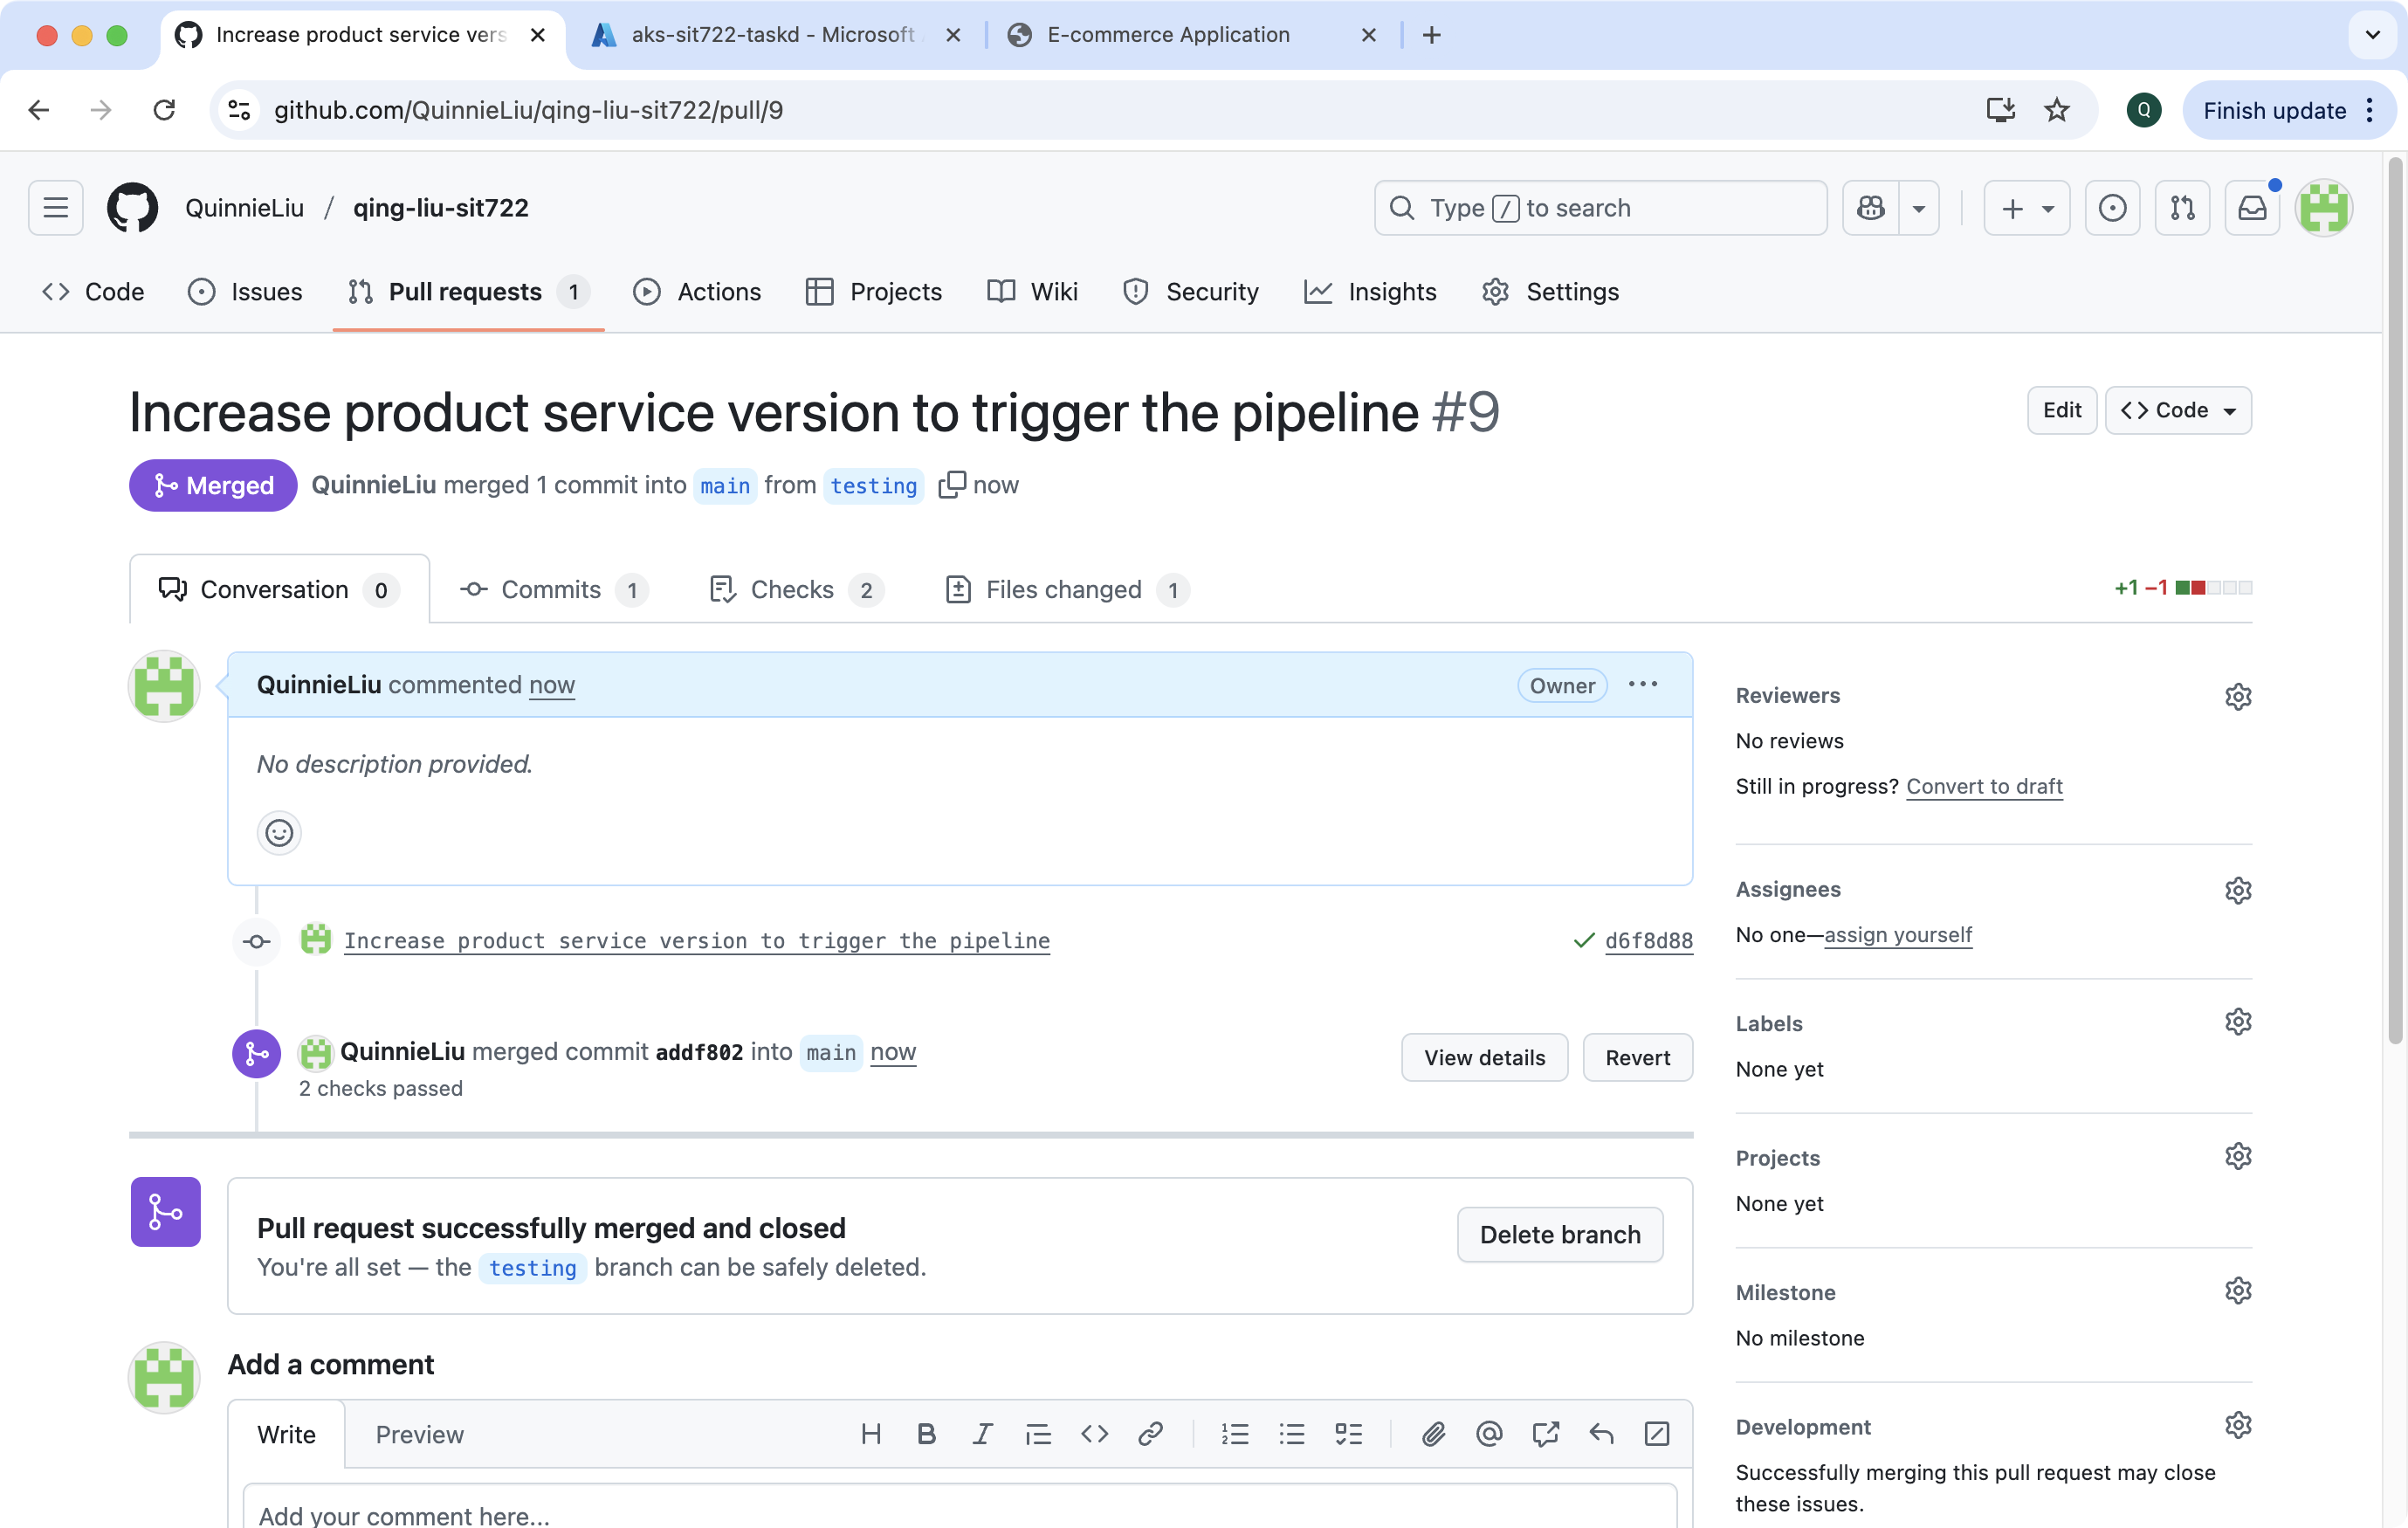 Increase product service vers
aks-sit722-taskd - Microsoft
E-commerce Application
github.com/QuinnieLiu/qing-liu-sit722/pull/9
Q
Finish update
QuinnieLiu / qing-liu-sit722
Type / to search
Code
Issues
Pull requests 1
Actions
Projects
Wiki
Security
Insights
Settings
Increase product service version to trigger the pipeline #9
Edit
Code
Merged
QuinnieLiu merged 1 commit into main from testing now
Conversation 0
Commits 1
Checks 2
Files changed 1
+1 −1
QuinnieLiu commented now
Owner
No description provided.
Increase product service version to trigger the pipeline
d6f8d88
QuinnieLiu merged commit addf802 into main now
2 checks passed
View details
Revert
Pull request successfully merged and closed
You're all set — the testing branch can be safely deleted.
Delete branch
Add a comment
Write
Preview
Add your comment here...
Reviewers
No reviews
Still in progress? Convert to draft
Assignees
No one—assign yourself
Labels
None yet
Projects
None yet
Milestone
No milestone
Development
Successfully merging this pull request may close
these issues.